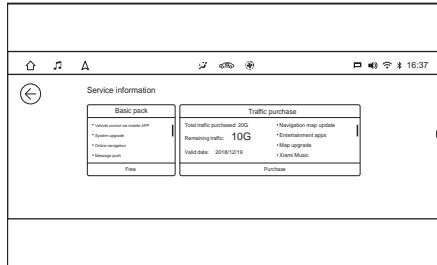 16:37
Service information
Basic pack
• Vehicle control via mobile APP
• System upgrade
• Online navigation
• Message push
Free
Traffic purchase
Total traffic purchased: 20G
Remaining traffic: 10G
Valid date: 2018/12/19
• Navigation map update
• Entertainment apps
• Map upgrade
• Xiami Music
Purchase